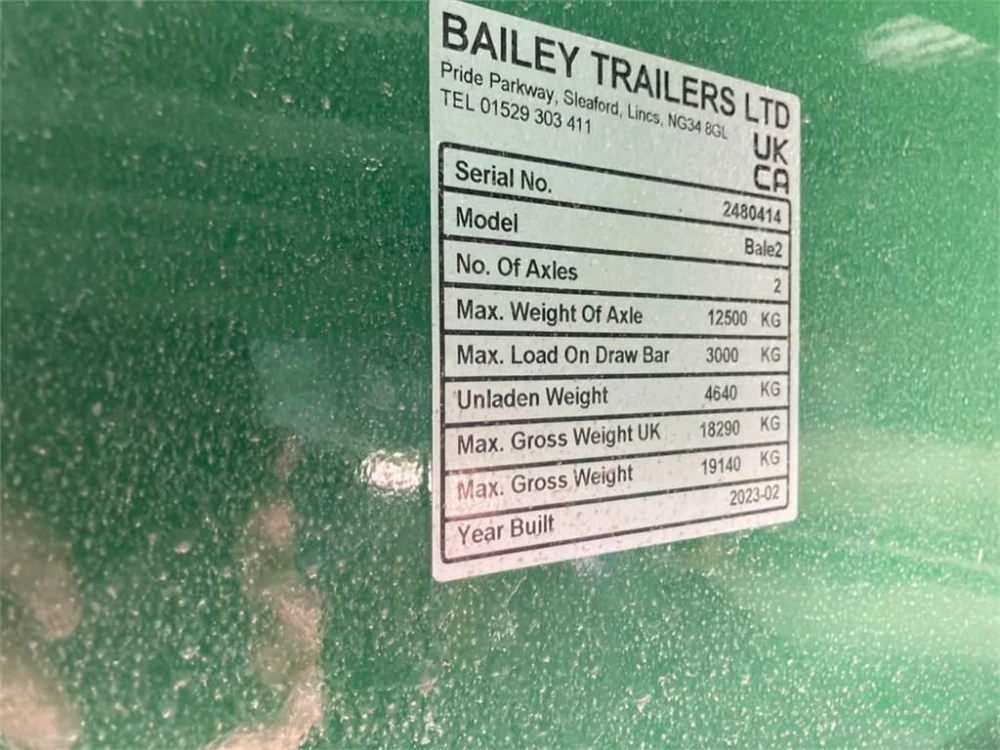 BAILEY TRAILERS LTD
Pride Parkway, Sleaford, Lincs, NG34 8GL
TEL 01529 303 411
UK
CA
Serial No. 2480414
Model Bale2
No. Of Axles 2
Max. Weight Of Axle 12500 KG
Max. Load On Draw Bar 3000 KG
Unladen Weight 4640 KG
Max. Gross Weight UK 18290 KG
Max. Gross Weight 19140 KG
Year Built 2023-02